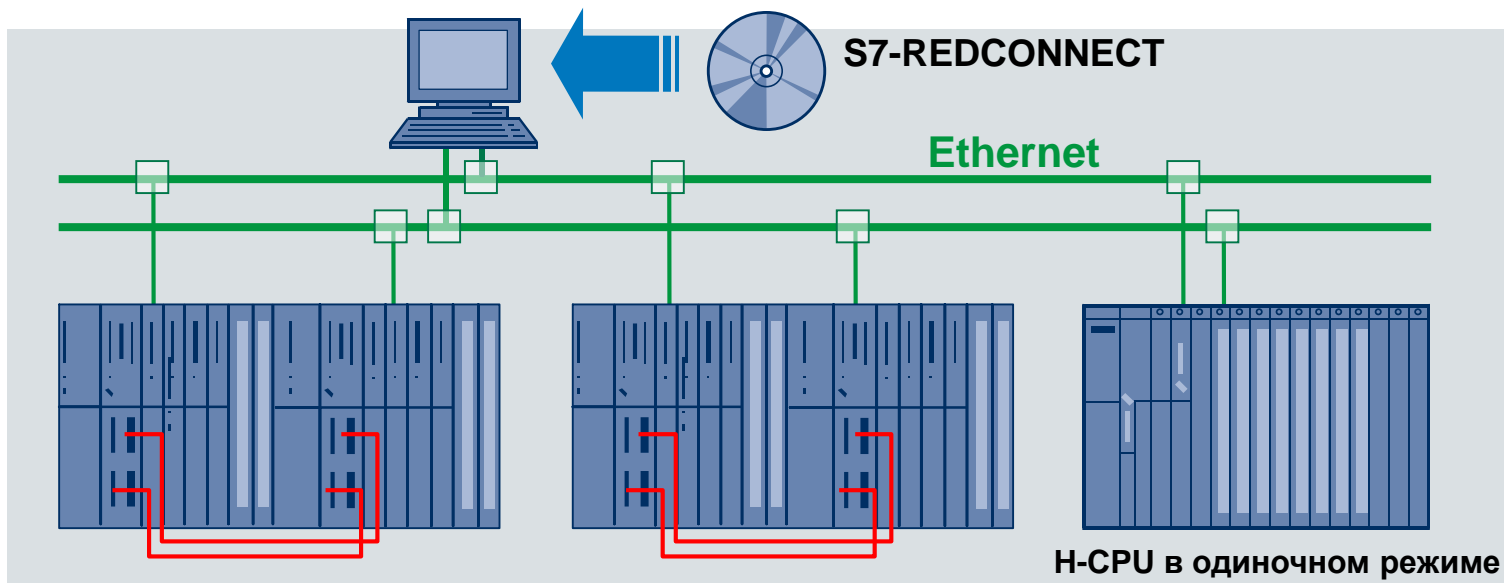 S7-REDCONNECT
Ethernet
H-CPU в одиночном режиме